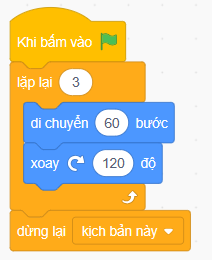 Khi bấm vào
lặp lại 3
di chuyển 60 bước
xoay 120 độ
dừng lại kịch bản này